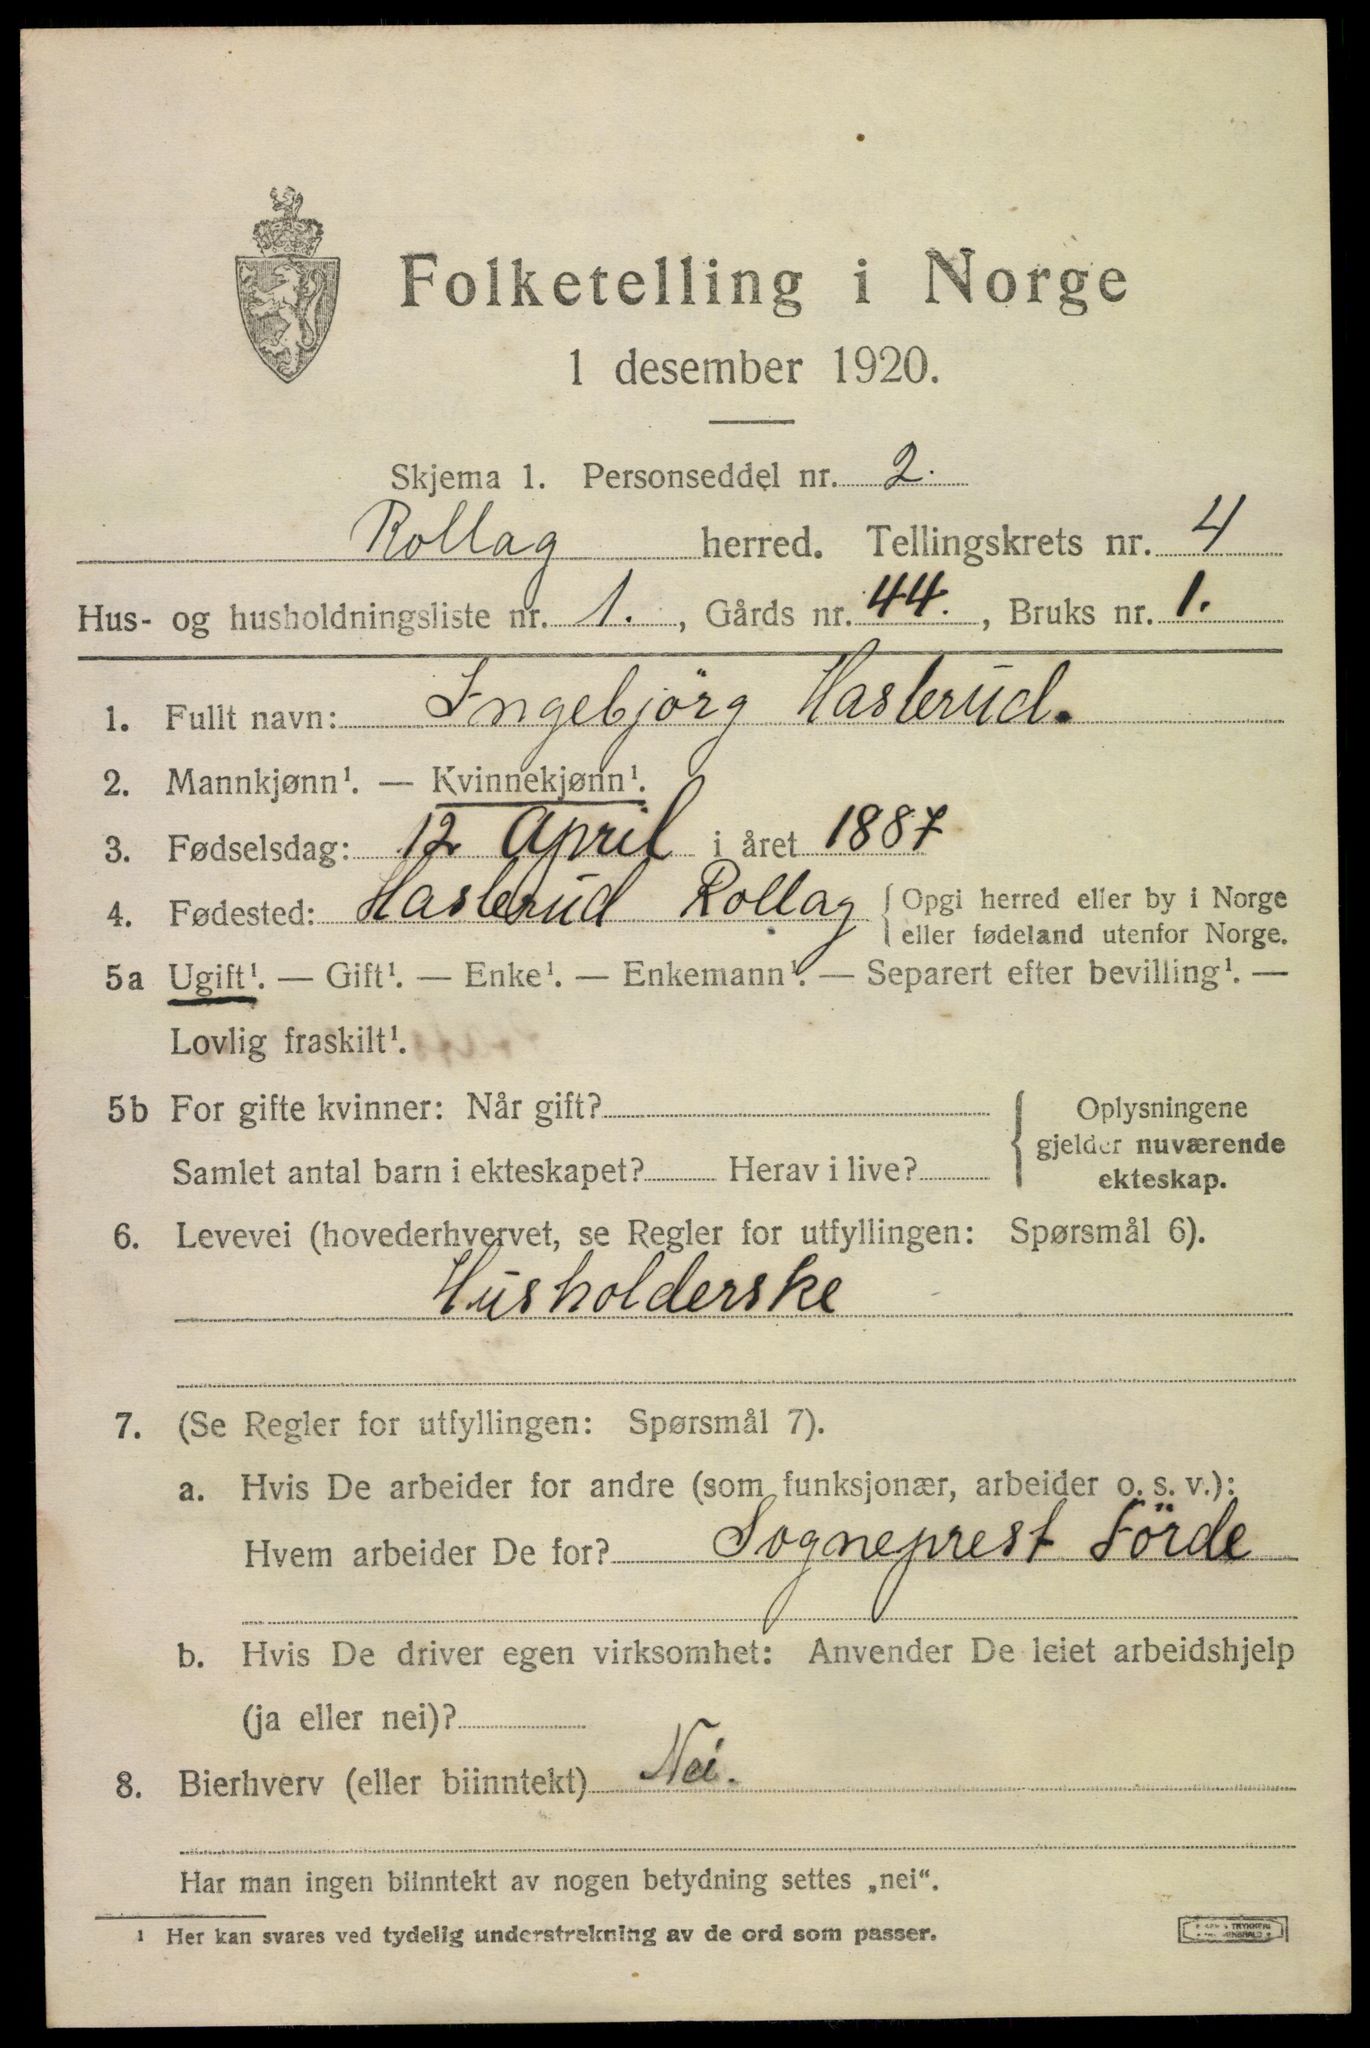 Folketelling i Norge
1 desember 1920.
Skjema 1. Personseddel nr. 2.
Rollag herred. Tellingskrets nr. 4
Hus- og husholdningsliste nr. 1., Gårds nr. 44., Bruks nr. 1.
1. Fullt navn: Ingebjörg Haslerud.
2. Mannkjønn¹. — Kvinnekjønn¹.
3. Fødselsdag: 12 April i året 1887
4. Fødested: Haslerud Rollag { Opgi herred eller by i Norge
eller fødeland utenfor Norge.
5a Ugift¹. — Gift¹. — Enke¹. — Enkemann¹. — Separert efter bevilling¹. —
Lovlig fraskilt¹.
5b For gifte kvinner: Når gift?
Samlet antal barn i ekteskapet? Herav i live?
{ Oplysningene
gjelder nuværende
ekteskap.
6. Levevei (hovederhvervet, se Regler for utfyllingen: Spørsmål 6).
Husholderske
7. (Se Regler for utfyllingen: Spørsmål 7).
a. Hvis De arbeider for andre (som funksjonær, arbeider o. s. v.):
Hvem arbeider De for? Sogneprest Förde
b. Hvis De driver egen virksomhet: Anvender De leiet arbeidshjelp
(ja eller nei)?
8. Bierhverv (eller biinntekt) Nei.
Har man ingen biinntekt av nogen betydning settes „nei“.
¹ Her kan svares ved tydelig understrekning av de ord som passer.